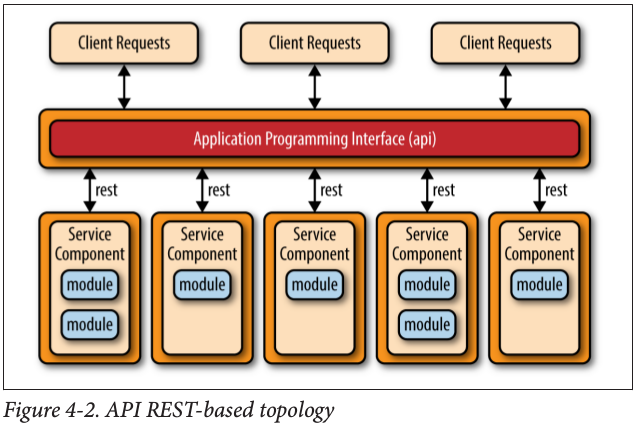 Client Requests
Client Requests
Client Requests
Application Programming Interface (api)
rest
rest
rest
rest
rest
Service
Component
module
module
Service
Component
module
Service
Component
module
Service
Component
module
module
Service
Component
module
Figure 4-2. API REST-based topology